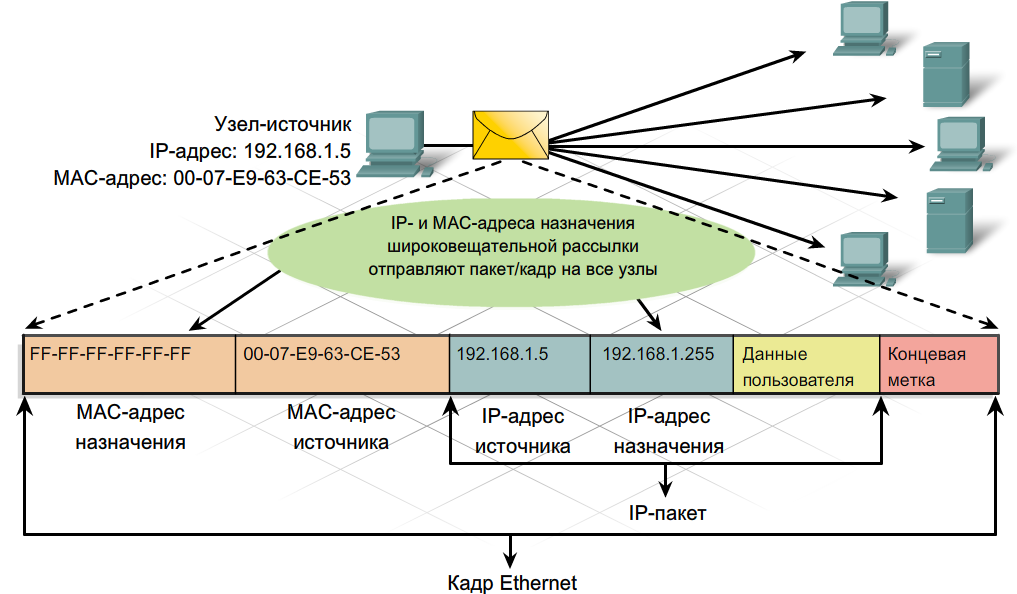 Узел-источник
IP-адрес: 192.168.1.5
MAC-адрес: 00-07-E9-63-CE-53
IP- и MAC-адреса назначения
широковещательной рассылки
отправляют пакет/кадр на все узлы
FF-FF-FF-FF-FF-FF
00-07-E9-63-CE-53
192.168.1.5
192.168.1.255
Данные
пользователя
Концевая
метка
MAC-адрес
назначения
MAC-адрес
источника
IP-адрес
источника
IP-адрес
назначения
IP-пакет
Кадр Ethernet